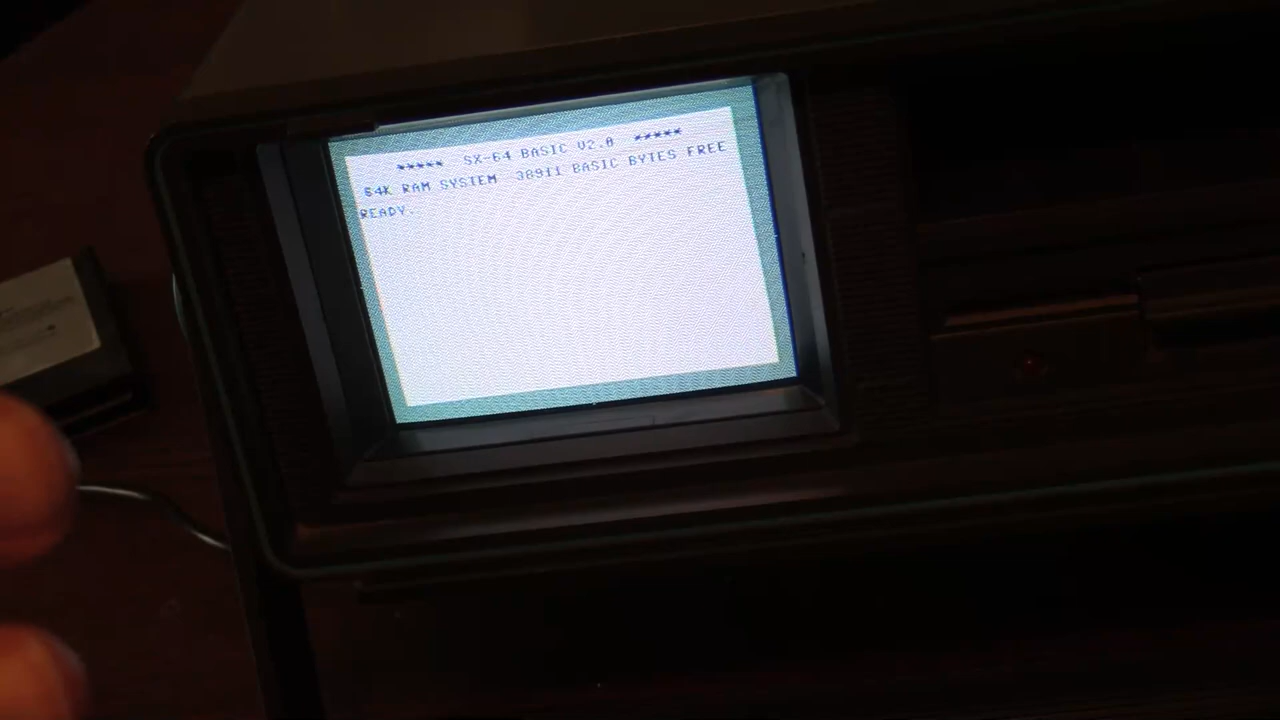 ***** SX-64 BASIC V2.0 *****
64K RAM SYSTEM 38911 BASIC BYTES FREE
READY.